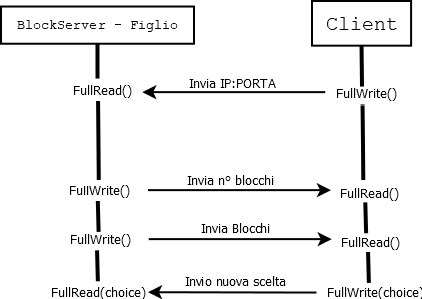 BlockServer - Figlio
Client
FullRead()
Invia IP:PORTA
FullWrite()
FullWrite()
Invia n° blocchi
FullRead()
FullWrite()
Invia Blocchi
FullRead()
FullRead(choice)
Invio nuova scelta
FullWrite(choice)